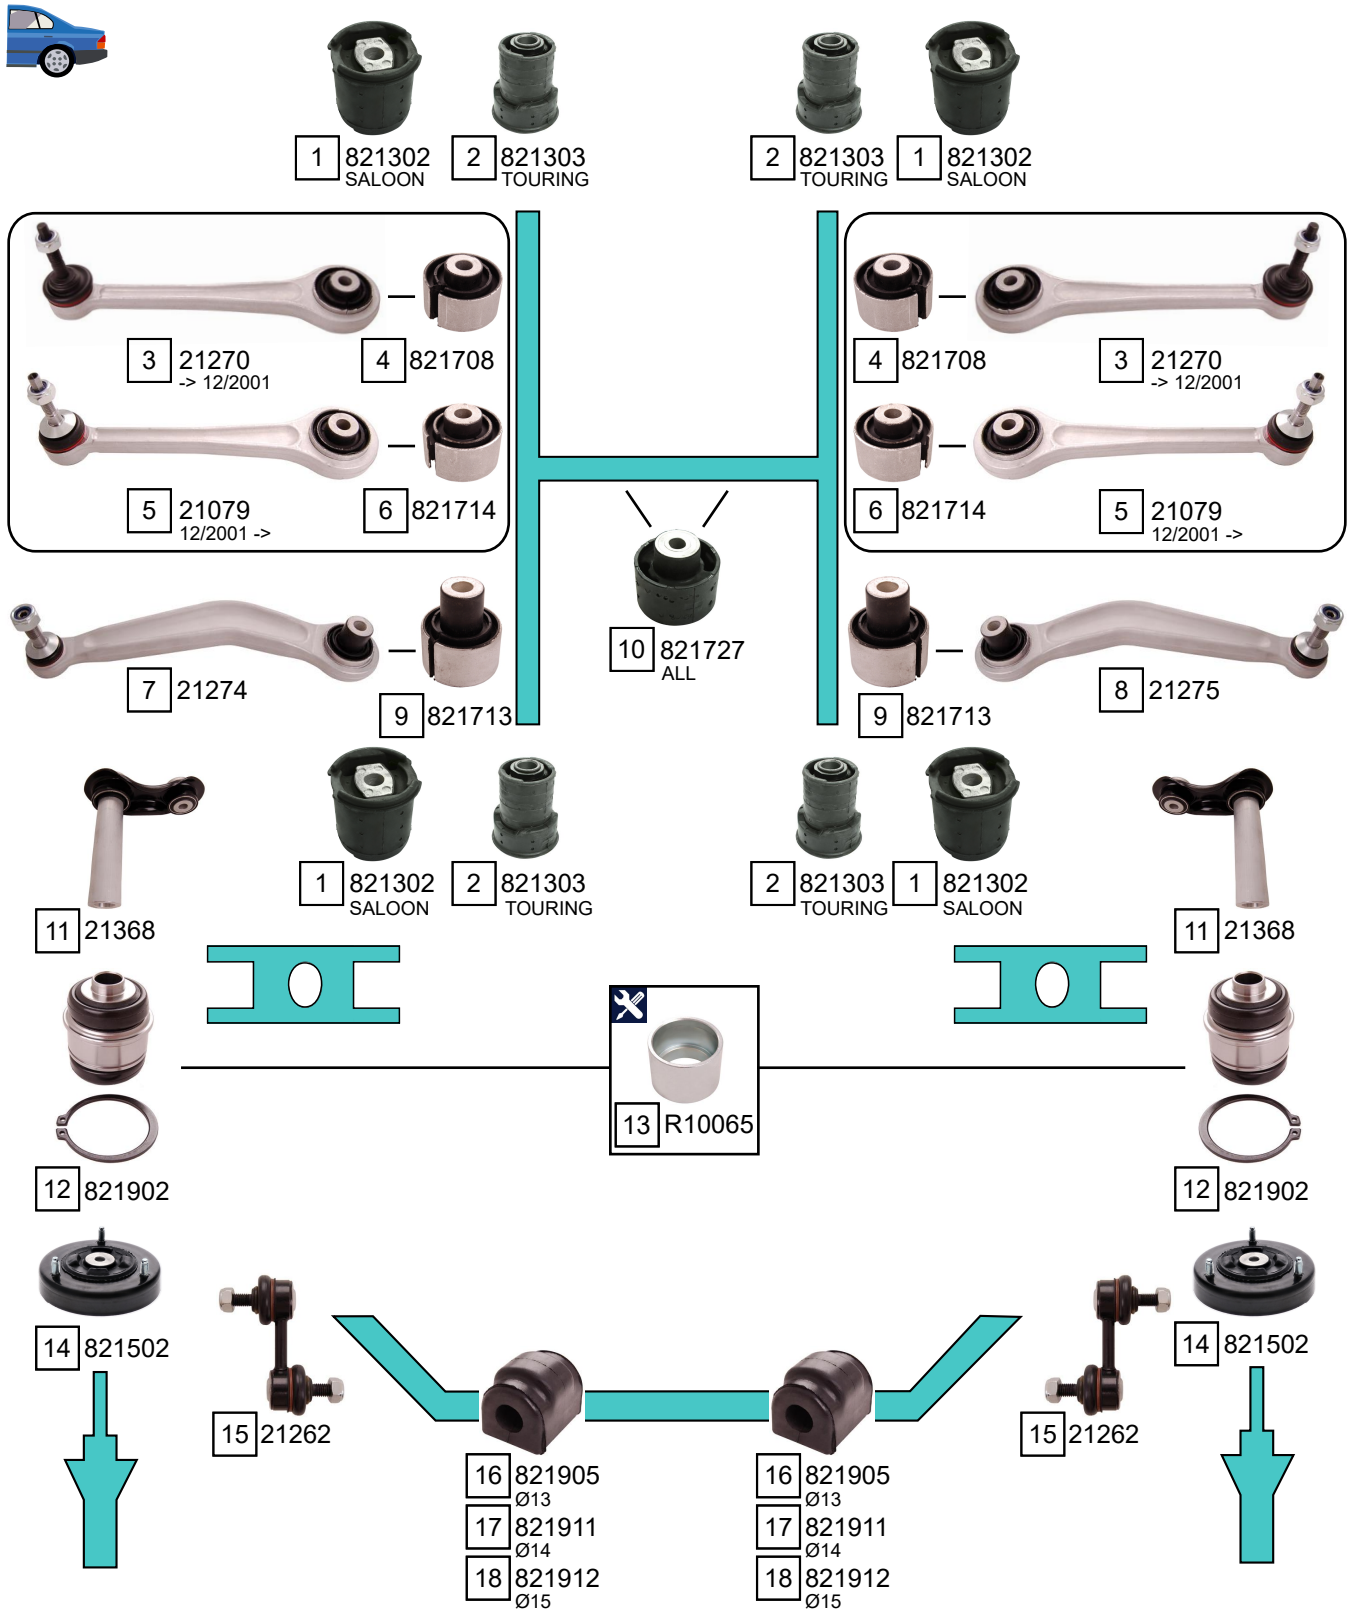 1 821302 2 821303 2 821303 1 821302
SALOON TOURING TOURING SALOON
3 21270 4 821708 4 821708 3 21270
-> 12/2001 -> 12/2001
5 21079 6 821714 6 821714 5 21079
12/2001 -> 12/2001 ->
10 821727
ALL
7 21274 8 21275
9 821713 9 821713
1 821302 2 821303 2 821303 1 821302
SALOON TOURING TOURING SALOON
11 21368 11 21368
13 R10065
12 821902 12 821902
14 821502 14 821502
15 21262 15 21262
16 821905 16 821905
Ø13 Ø13
17 821911 17 821911
Ø14 Ø14
18 821912 18 821912
Ø15 Ø15